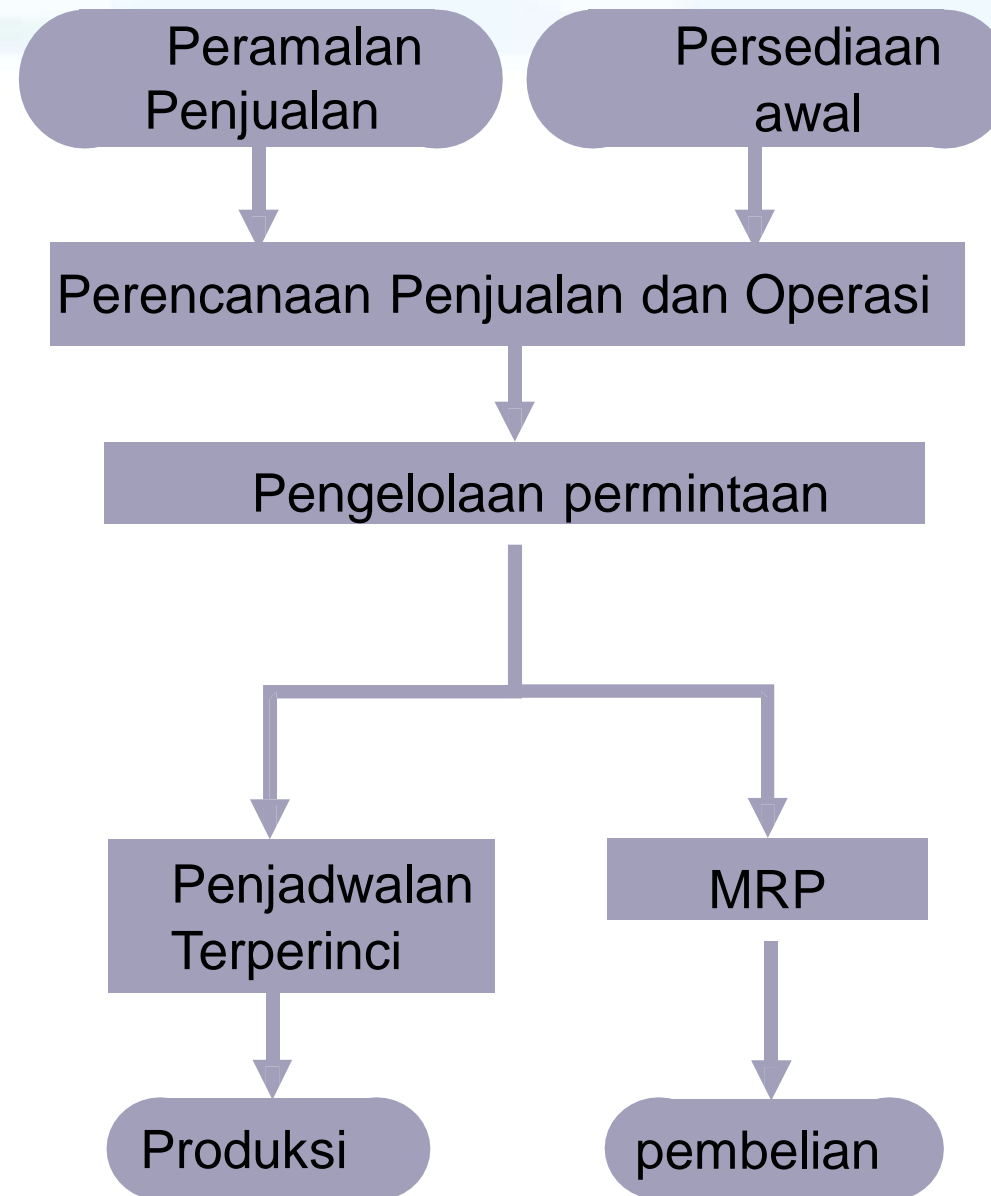 Peramalan
Penjualan
Persediaan
awal
Perencanaan Penjualan dan Operasi
Pengelolaan permintaan
Penjadwalan
Terperinci
MRP
Produksi
pembelian